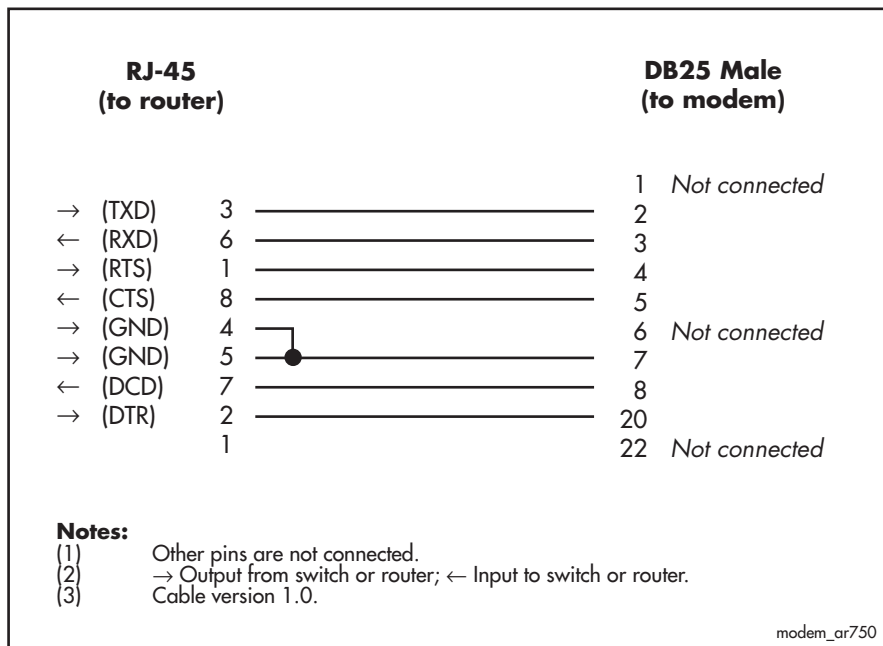 RJ-45 DB25 Male
(to router) (to modem)
1 Not connected
→ (TXD) 3 2
← (RXD) 6 3
→ (RTS) 1 4
← (CTS) 8 5
→ (GND) 4 6 Not connected
→ (GND) 5 7
← (DCD) 7 8
→ (DTR) 2 20
1 22 Not connected
Notes:
(1) Other pins are not connected.
(2) → Output from switch or router; ← Input to switch or router.
(3) Cable version 1.0.
modem_ar750